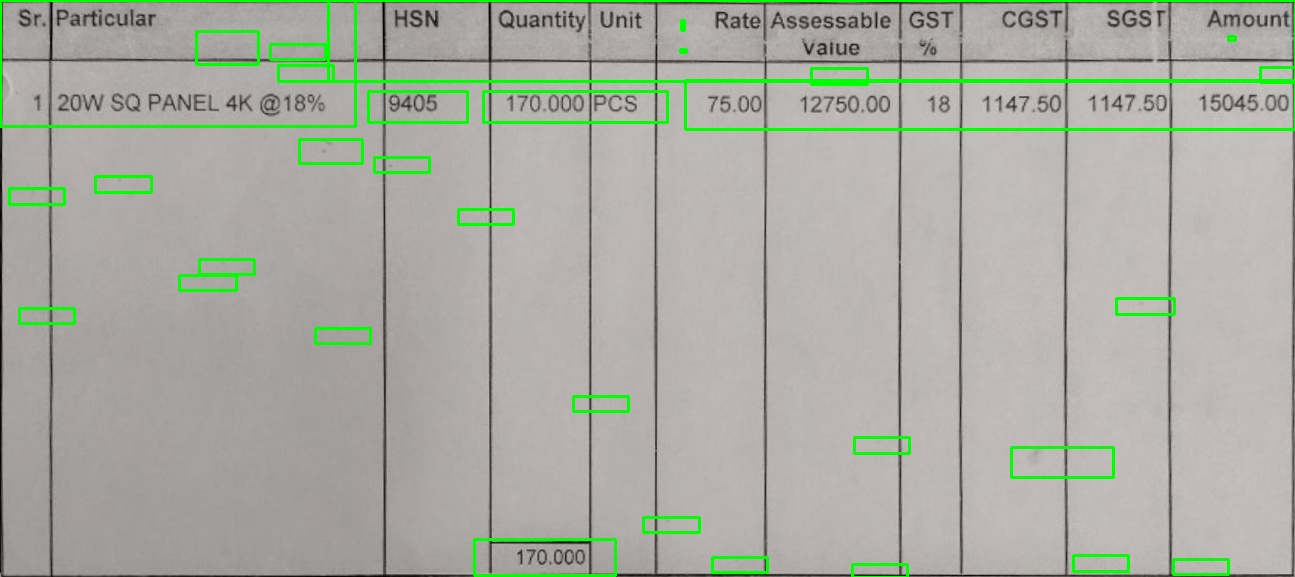 Sr. Particular HSN Quantity Unit Rate Assessable Value GST % CGST SGST Amount
1 20W SQ PANEL 4K @18% 9405 170.000 PCS 75.00 12750.00 18 1147.50 1147.50 15045.00
170.000